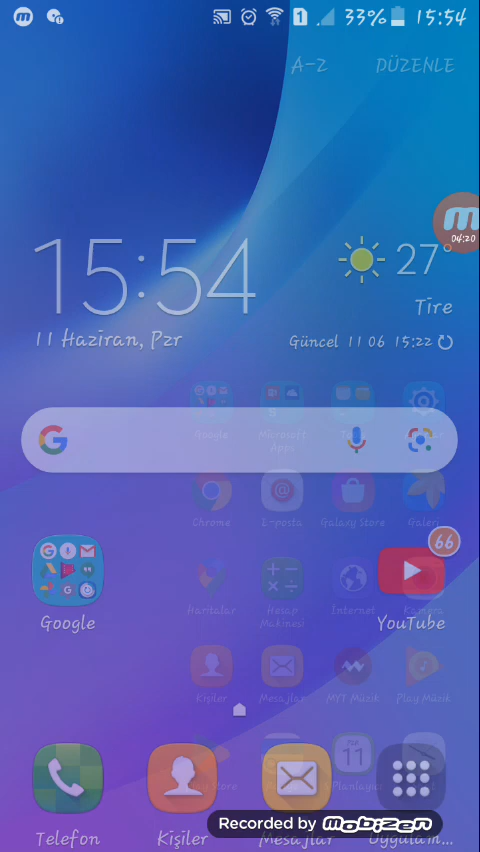 1 33% 15:54
A-Z DÜZENLE
04:20
15:54
27°
Tire
11 Haziran, Pzr
Güncel 11 06 15:22
Google Microsoft Apps
Chrome E-posta Galaxy Store Galeri
66
Google
Haritalar Hesap Makinesi İnternet Kamera
YouTube
Kişiler Mesajlar MYT Müzik Play Müzik
11
Telefon Kişiler Mesajlar Uygulam...
Recorded by Mobizen